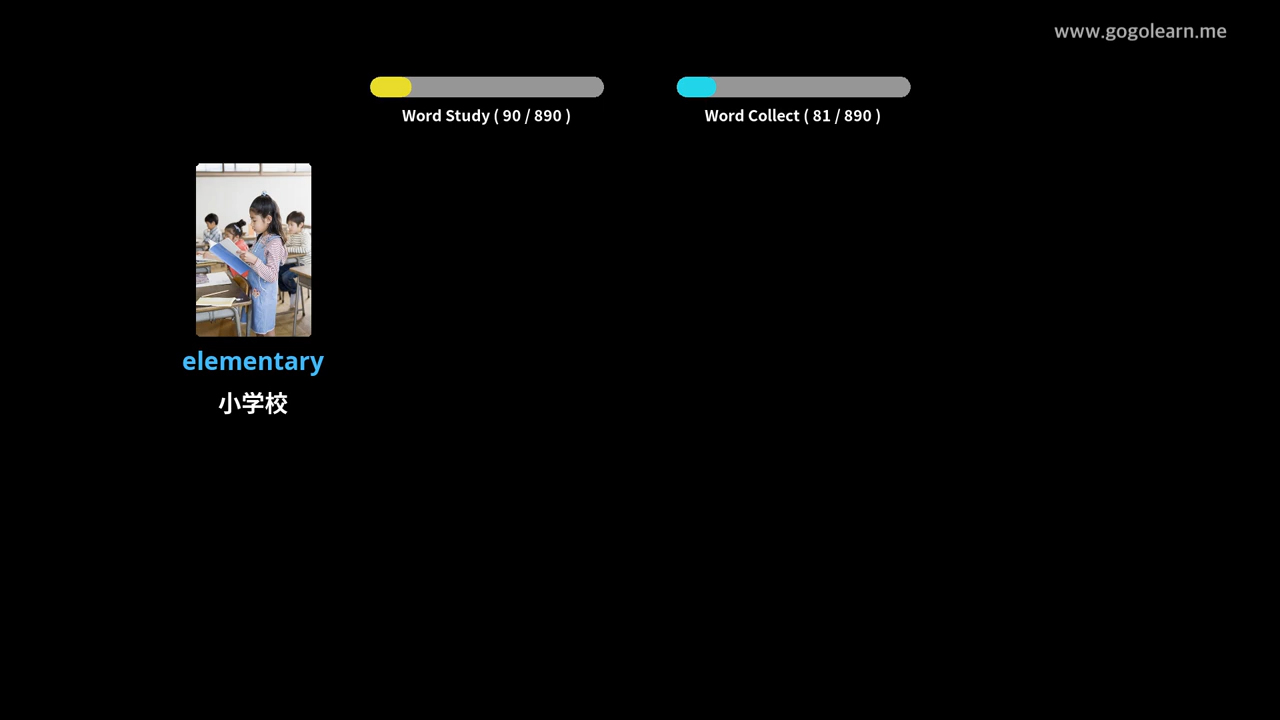 www.gogolearn.me
Word Study ( 90 / 890 )
Word Collect ( 81 / 890 )
elementary
小学校